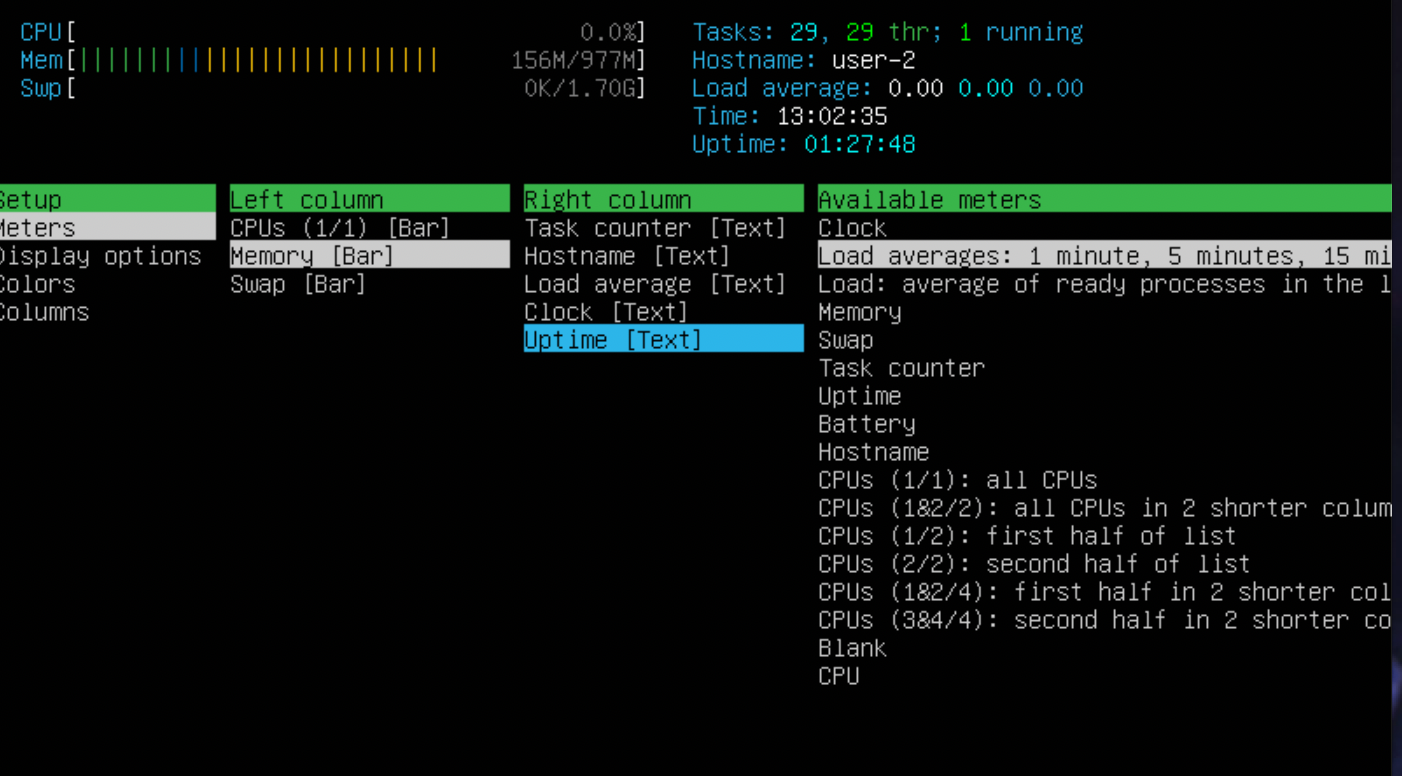 CPU[ 0.0%] Tasks: 29, 29 thr; 1 running
Mem[||||||||||||||||||||||||||| 156M/977M] Hostname: user-2
Swp[ 0K/1.70G] Load average: 0.00 0.00 0.00
Time: 13:02:35
Uptime: 01:27:48
Setup Left column Right column Available meters
Meters CPUs (1/1) [Bar] Task counter [Text] Clock
Display options Memory [Bar] Hostname [Text] Load averages: 1 minute, 5 minutes, 15 mi
Colors Swap [Bar] Load average [Text] Load: average of ready processes in the l
Columns Clock [Text] Memory
Uptime [Text] Swap
Task counter
Uptime
Battery
Hostname
CPUs (1/1): all CPUs
CPUs (1&2/2): all CPUs in 2 shorter colum
CPUs (1/2): first half of list
CPUs (2/2): second half of list
CPUs (1&2/4): first half in 2 shorter col
CPUs (3&4/4): second half in 2 shorter co
Blank
CPU